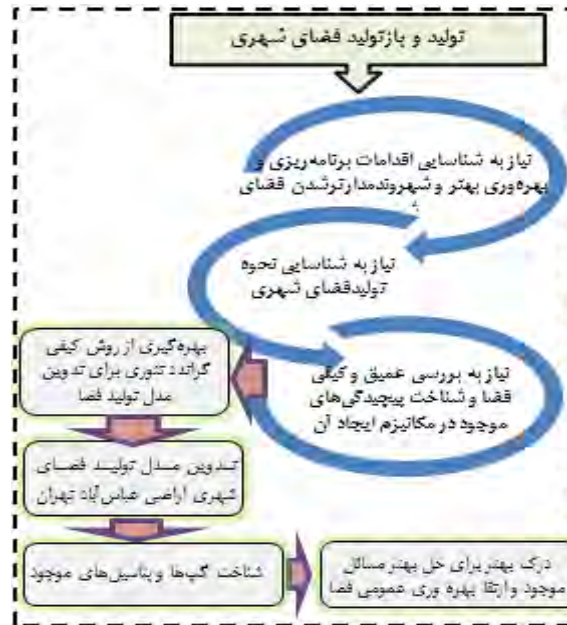 تولید و بازتولید فضای شهری
نیاز به شناسایی اقدامات برنامه‌ریزی و
بهره‌وری بهتر و شهروندمدارترشدن فضای
نیاز به شناسایی نحوه
تولیدفضای شهری
نیاز به بررسی عمیق و کیفی
فضا و شناخت پیچیدگی‌های
موجود در مکانیزم ایجاد آن
بهره‌گیری از روش کیفی
گراندد تئوری برای تدوین
مدل تولید فضا
تدوین مدل تولید فضای
شهری اراضی عباس‌آباد تهران
شناخت گپ‌ها و پتانسیل‌های موجود
درک بهتر برای حل بهتر مسائل
موجود و ارتقا بهره وری عمومی فضا